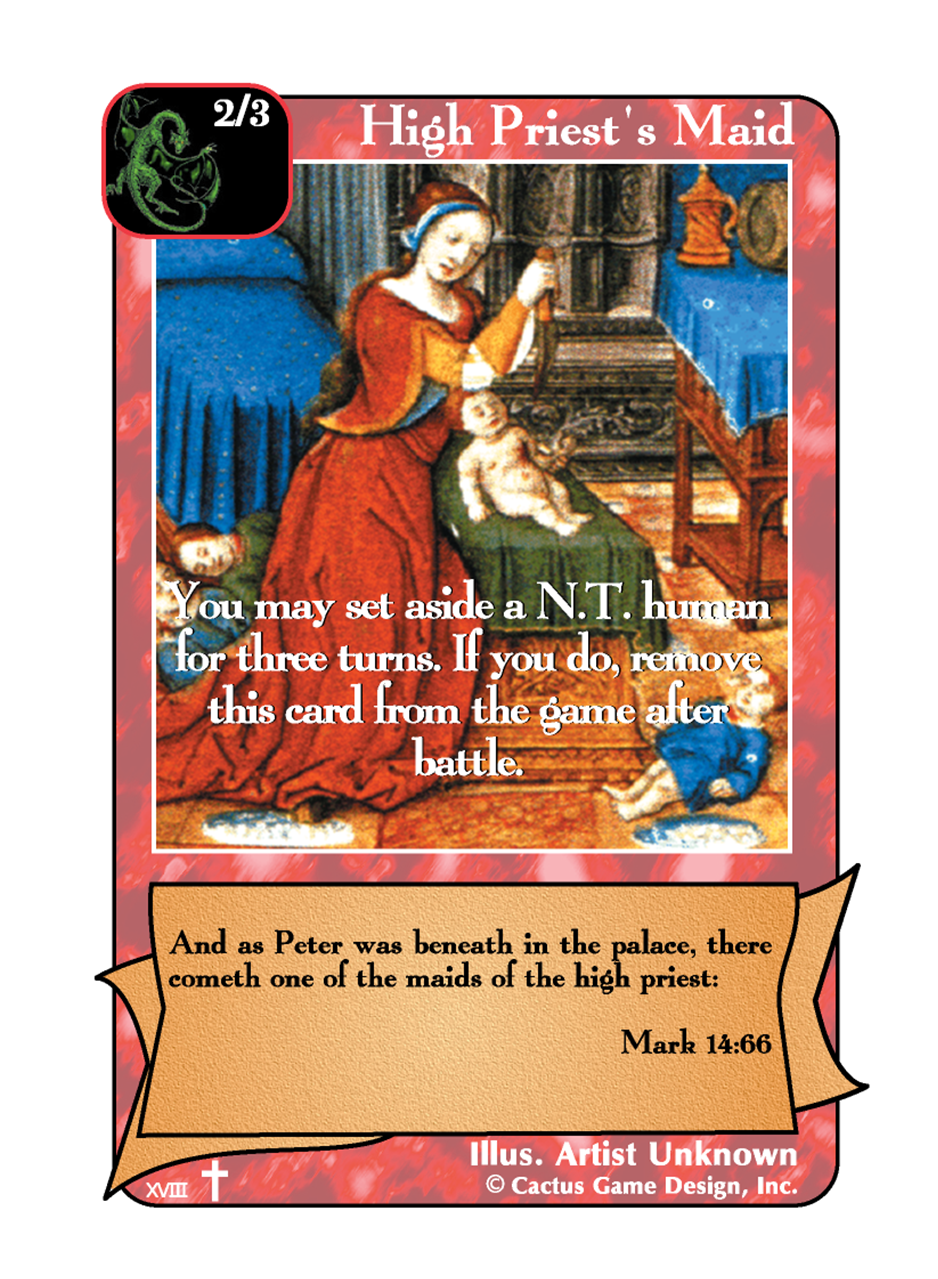 2/3
High Priest's Maid
You may set aside a N.T. human
for three turns. If you do, remove
this card from the game after
battle.
And as Peter was beneath in the palace, there
cometh one of the maids of the high priest:
Mark 14:66
Illus. Artist Unknown
XVIII
© Cactus Game Design, Inc.